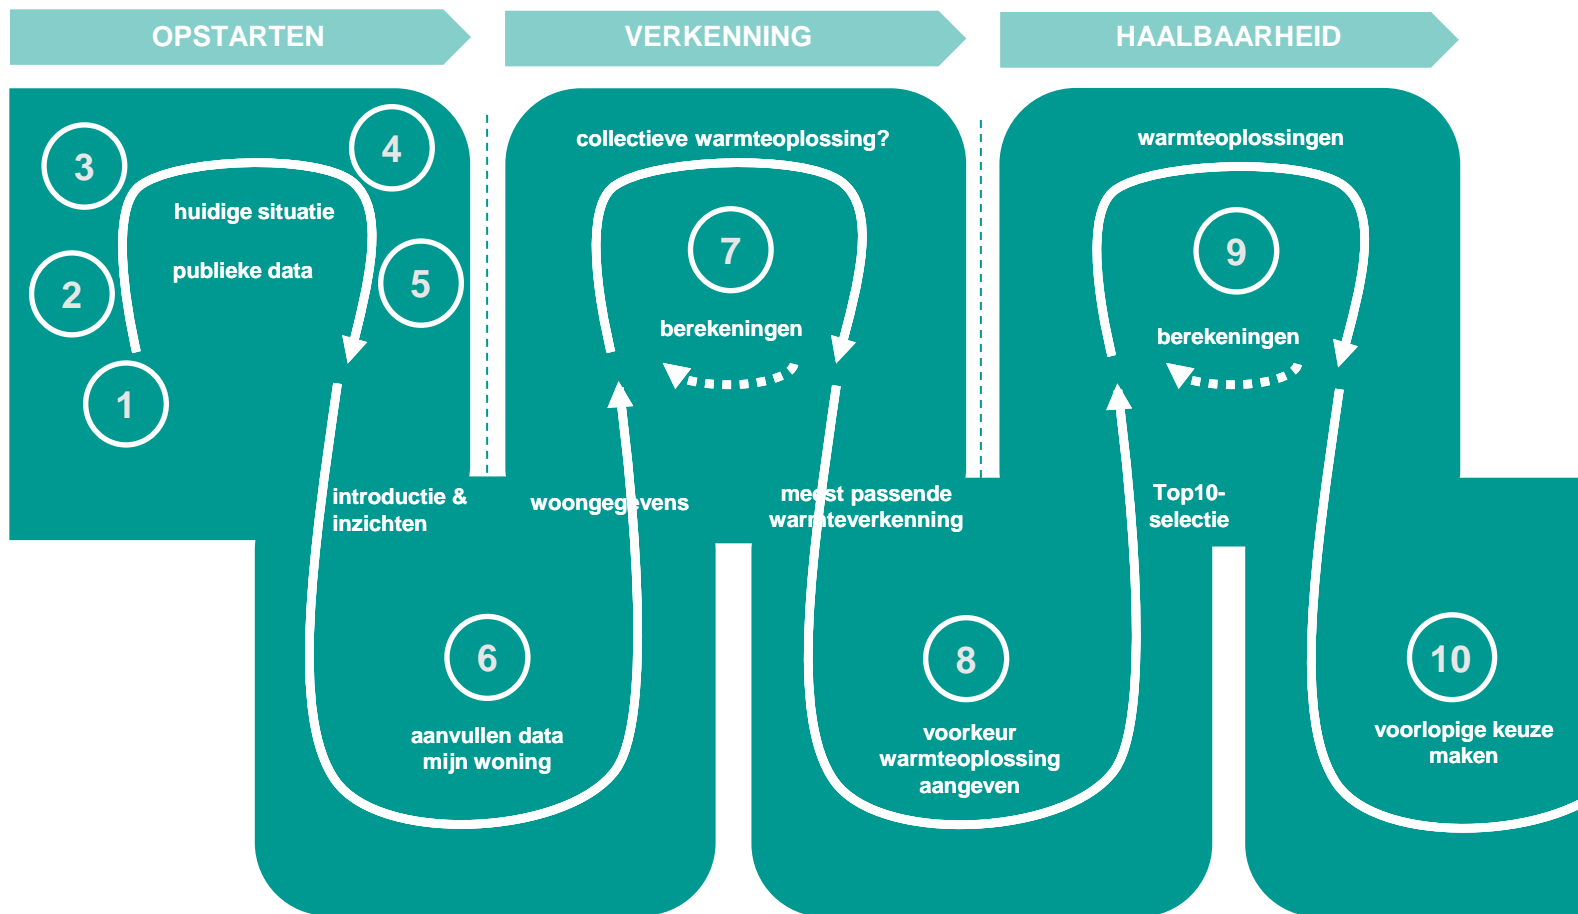 OPSTARTEN
VERKENNING
HAALBAARHEID
3
4
huidige situatie
publieke data
2
5
1
introductie &
inzichten
6
aanvullen data
mijn woning
woongegevens
collectieve warmteoplossing?
7
berekeningen
meest passende
warmteverkenning
8
voorkeur
warmteoplossing
aangeven
Top10-
selectie
warmteoplossingen
9
berekeningen
10
voorlopige keuze
maken